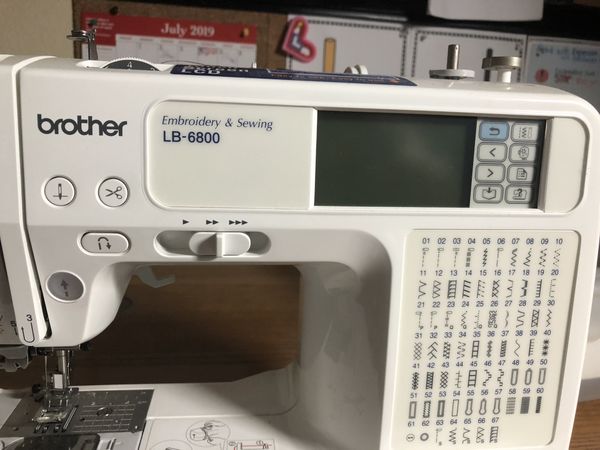 July 2019
4
LCD
brother
Embroidery & Sewing
LB-6800
3
01 02 03 04 05 06 07 08 09 10
11 12 13 14 15 16 17 18 19 20
21 22 23 24 25 26 27 28 29 30
31 32 33 34 35 36 37 38 39 40
41 42 43 44 45 46 47 48 49 50
51 52 53 54 55 56 57 58 59 60
61 62 63 64 65 66 67